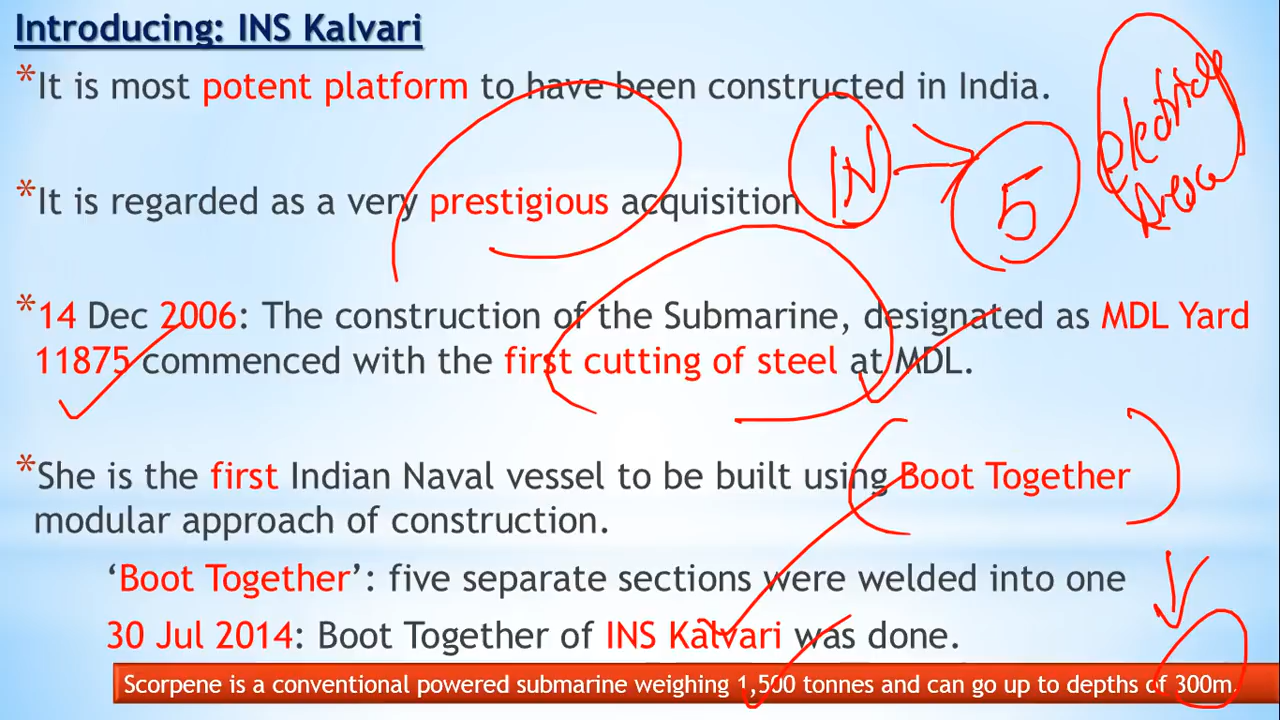 Introducing: INS Kalvari
*It is most potent platform to have been constructed in India.
*It is regarded as a very prestigious acquisition
IN → 5
*14 Dec 2006: The construction of the Submarine, designated as MDL Yard
11875 commenced with the first cutting of steel at MDL.
*She is the first Indian Naval vessel to be built using Boot Together
modular approach of construction.
‘Boot Together’: five separate sections were welded into one
30 Jul 2014: Boot Together of INS Kalvari was done.
Scorpene is a conventional powered submarine weighing 1,500 tonnes and can go up to depths of 300m.